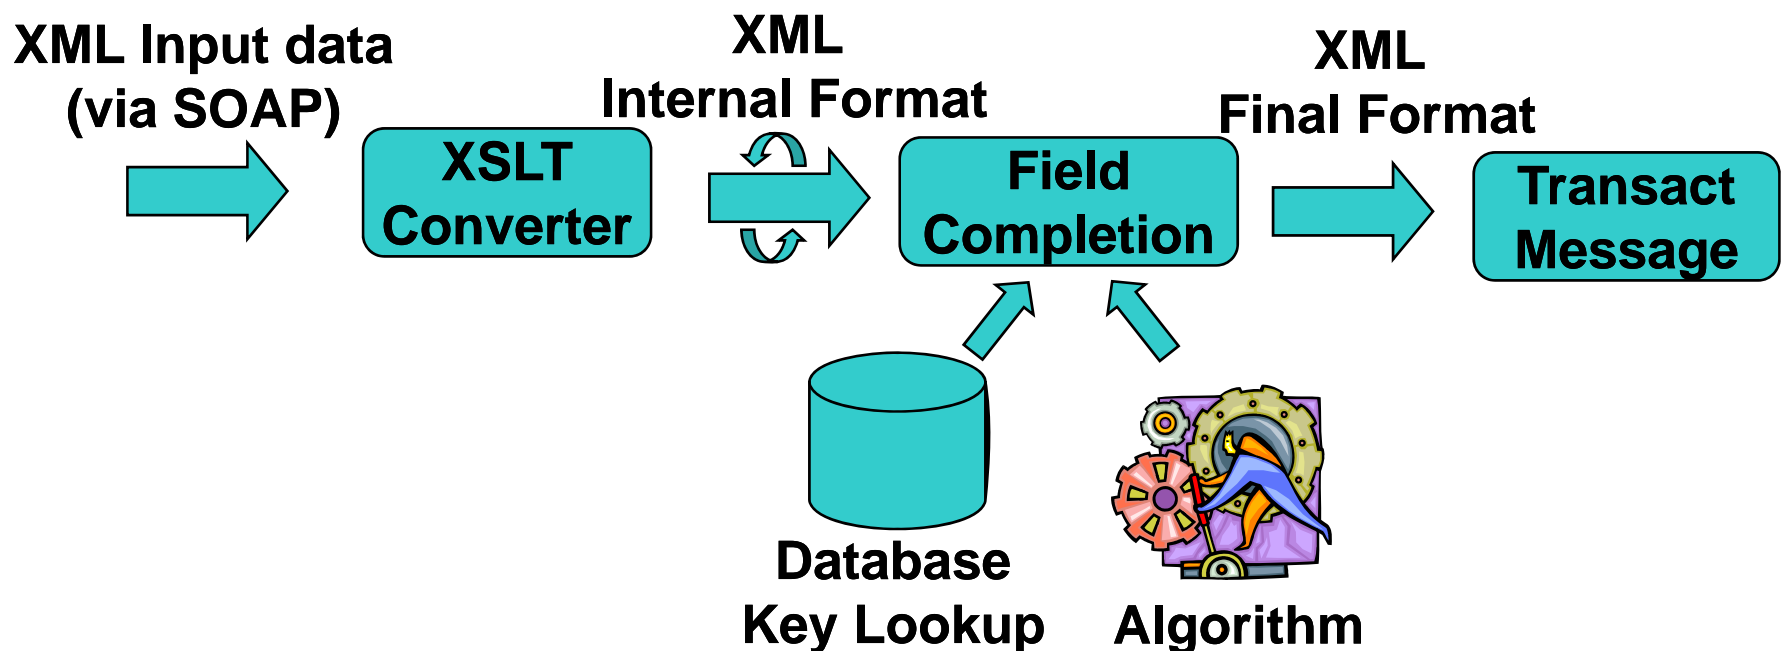 XML Input data
(via SOAP)
XSLT
Converter
XML
Internal Format
Field
Completion
XML
Final Format
Transact
Message
Database
Key Lookup
Algorithm